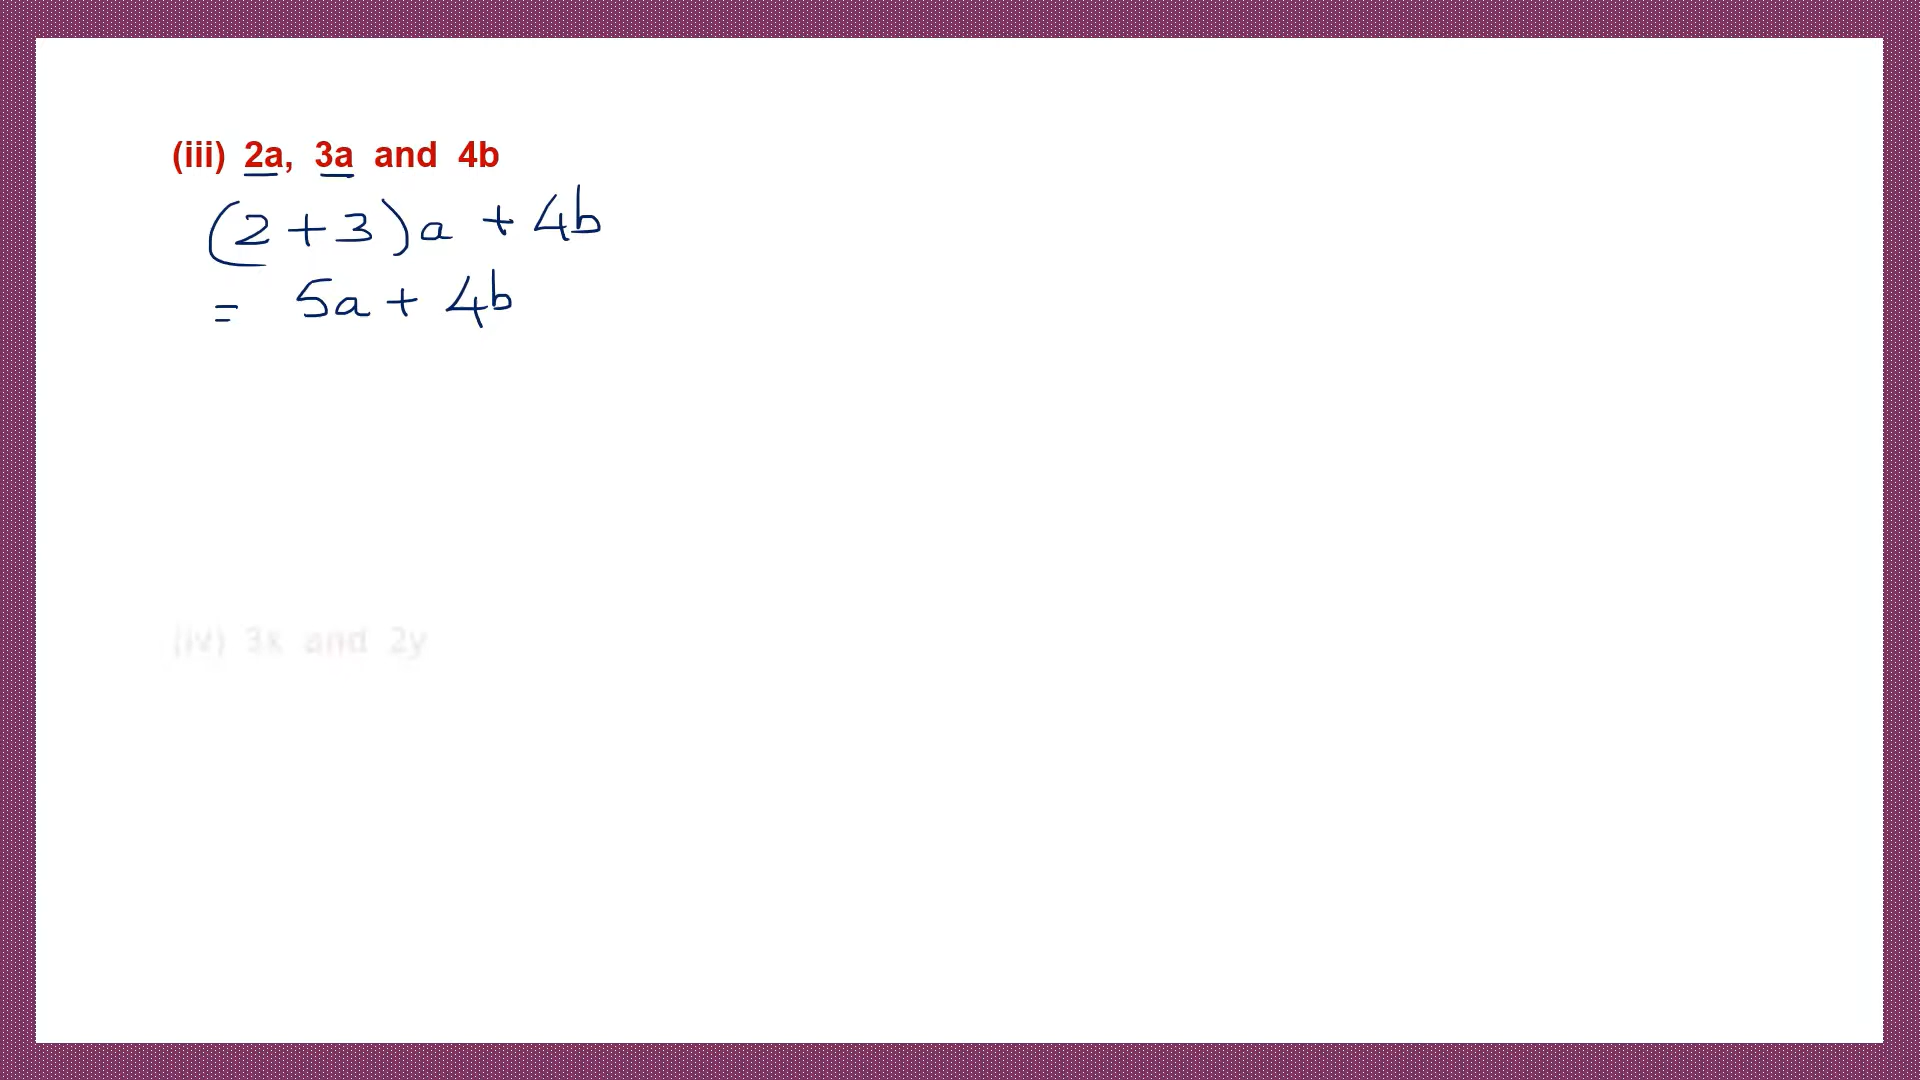 (iii) 2a, 3a and 4b
(2 + 3) a + 4b
= 5a + 4b
(iv) 3x and 2y